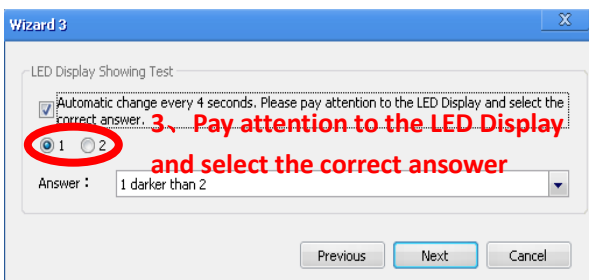 Wizard 3
X
LED Display Showing Test
Automatic change every 4 seconds. Please pay attention to the LED Display and select the
correct answer.
3、 Pay attention to the LED Display
1 2
and select the correct ansower
Answer： 1 darker than 2
Previous Next Cancel